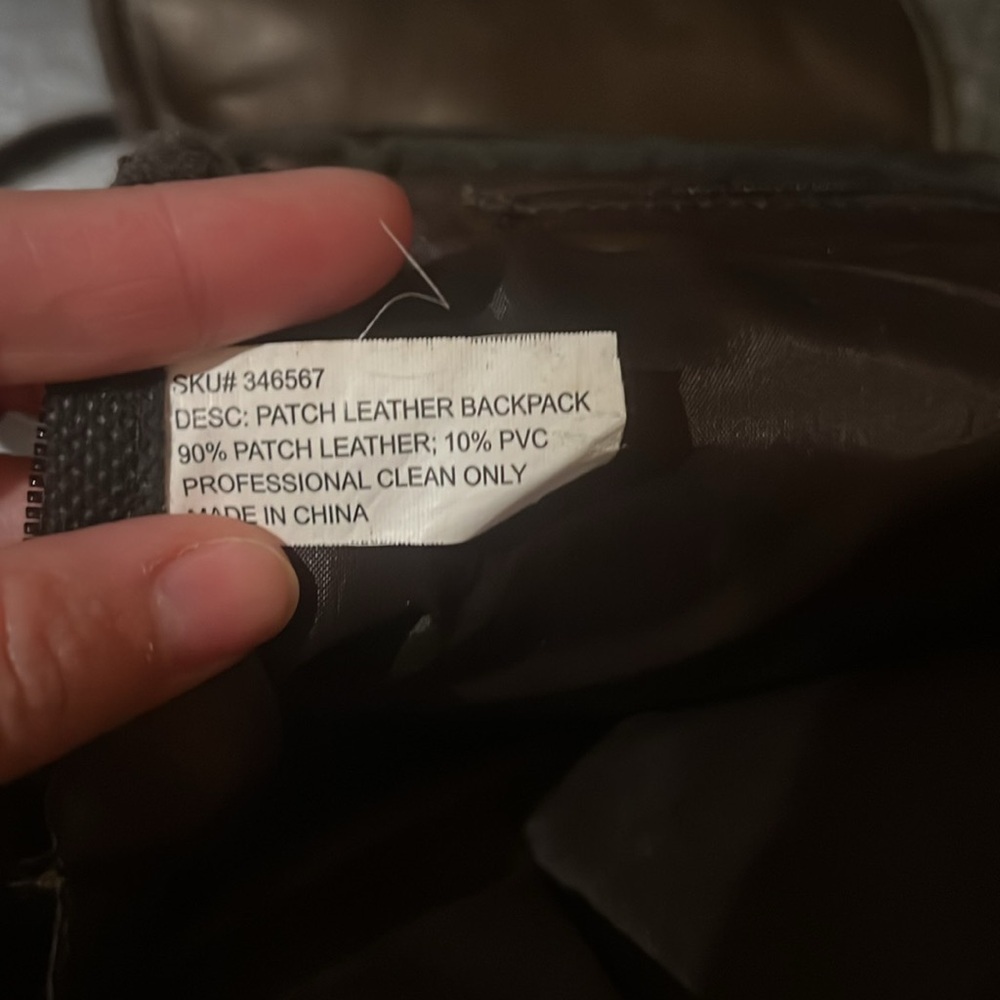 SKU# 346567
DESC: PATCH LEATHER BACKPACK
90% PATCH LEATHER; 10% PVC
PROFESSIONAL CLEAN ONLY
MADE IN CHINA